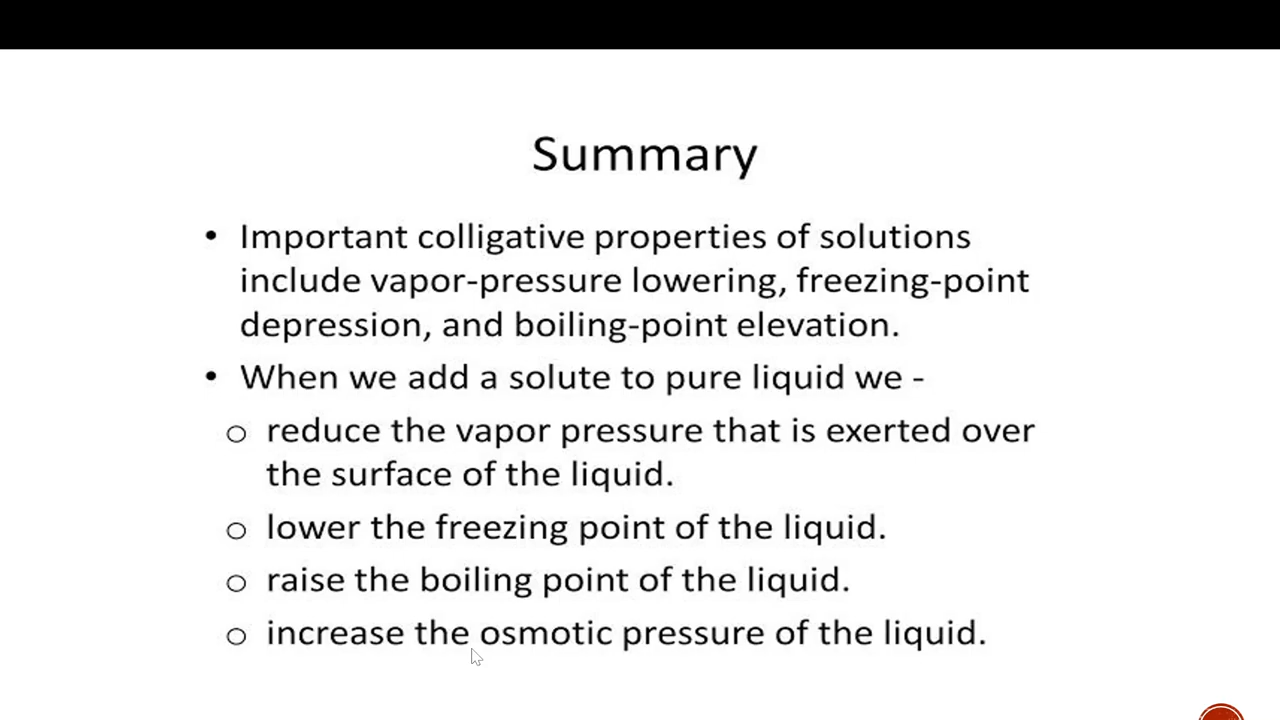 Summary
• Important colligative properties of solutions
include vapor-pressure lowering, freezing-point
depression, and boiling-point elevation.
• When we add a solute to pure liquid we -
o reduce the vapor pressure that is exerted over
the surface of the liquid.
o lower the freezing point of the liquid.
o raise the boiling point of the liquid.
o increase the osmotic pressure of the liquid.